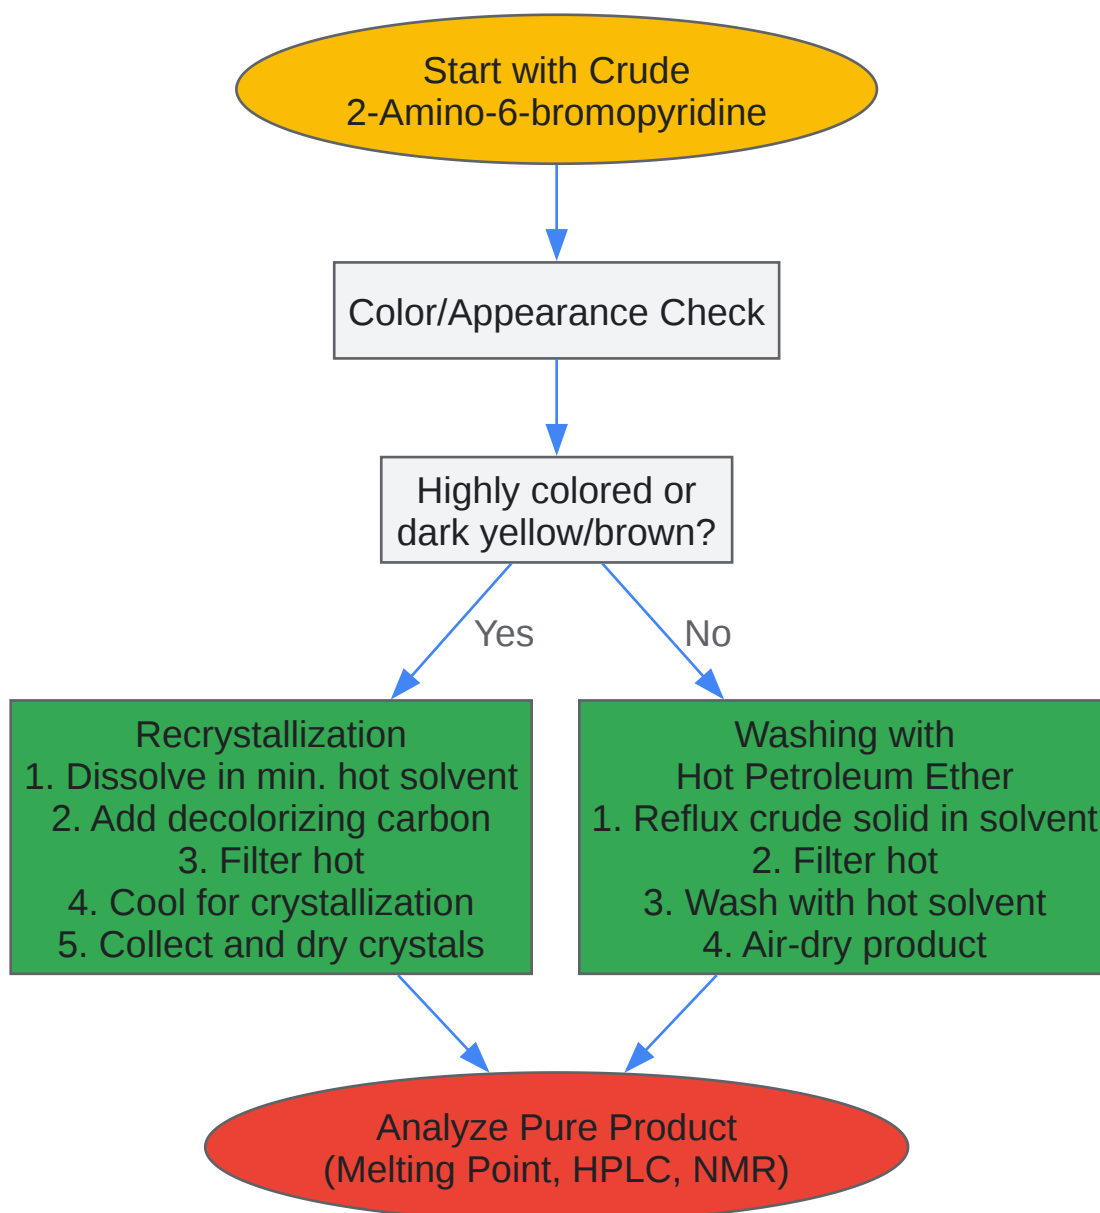 Start with Crude
2-Amino-6-bromopyridine
Color/Appearance Check
Highly colored or
dark yellow/brown?
Yes
No
Recrystallization
1. Dissolve in min. hot solvent
2. Add decolorizing carbon
3. Filter hot
4. Cool for crystallization
5. Collect and dry crystals
Washing with
Hot Petroleum Ether
1. Reflux crude solid in solvent
2. Filter hot
3. Wash with hot solvent
4. Air-dry product
Analyze Pure Product
(Melting Point, HPLC, NMR)